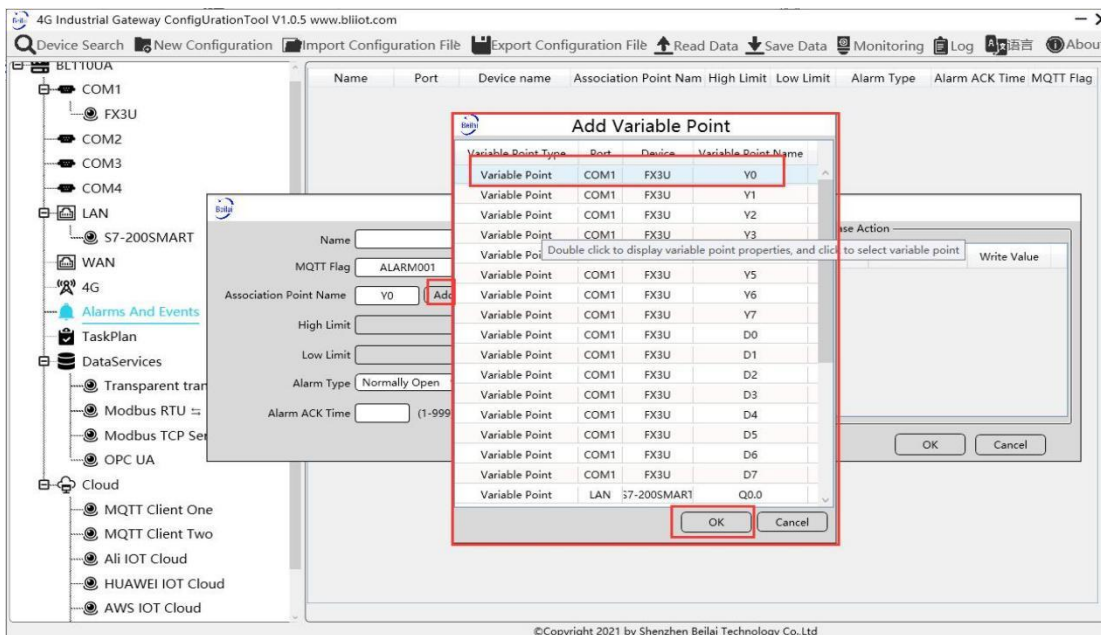 4G Industrial Gateway ConfigUrationTool V1.0.5 www.bliiot.com
Device Search New Configuration Import Configuration File Export Configuration File Read Data Save Data Monitoring Log 语言 Abou
BL110UA
COM1
FX3U
COM2
COM3
COM4
LAN
S7-200SMART
WAN
4G
Alarms And Events
TaskPlan
DataServices
Transparent tran
Modbus RTU ⇆
Modbus TCP Ser
OPC UA
Cloud
MQTT Client One
MQTT Client Two
Ali IOT Cloud
HUAWEI IOT Cloud
AWS IOT Cloud
Name Port Device name Association Point Nam High Limit Low Limit Alarm Type Alarm ACK Time MQTT Flag
Beilai
Name
MQTT Flag ALARM001
Association Point Name Y0 Add
High Limit
Low Limit
Alarm Type Normally Open
Alarm ACK Time (1-999
ase Action
Write Value
OK Cancel
Beilai
Add Variable Point
Variable Point Type Port Device Variable Point Name
Variable Point COM1 FX3U Y0
Variable Point COM1 FX3U Y1
Variable Point COM1 FX3U Y2
Variable Point COM1 FX3U Y3
Variable Poi
Double click to display variable point properties, and click to select variable point
Variable Point COM1 FX3U Y5
Variable Point COM1 FX3U Y6
Variable Point COM1 FX3U Y7
Variable Point COM1 FX3U D0
Variable Point COM1 FX3U D1
Variable Point COM1 FX3U D2
Variable Point COM1 FX3U D3
Variable Point COM1 FX3U D4
Variable Point COM1 FX3U D5
Variable Point COM1 FX3U D6
Variable Point COM1 FX3U D7
Variable Point LAN S7-200SMART Q0.0
OK Cancel
©Copyright 2021 by Shenzhen Beilai Technology Co.,Ltd